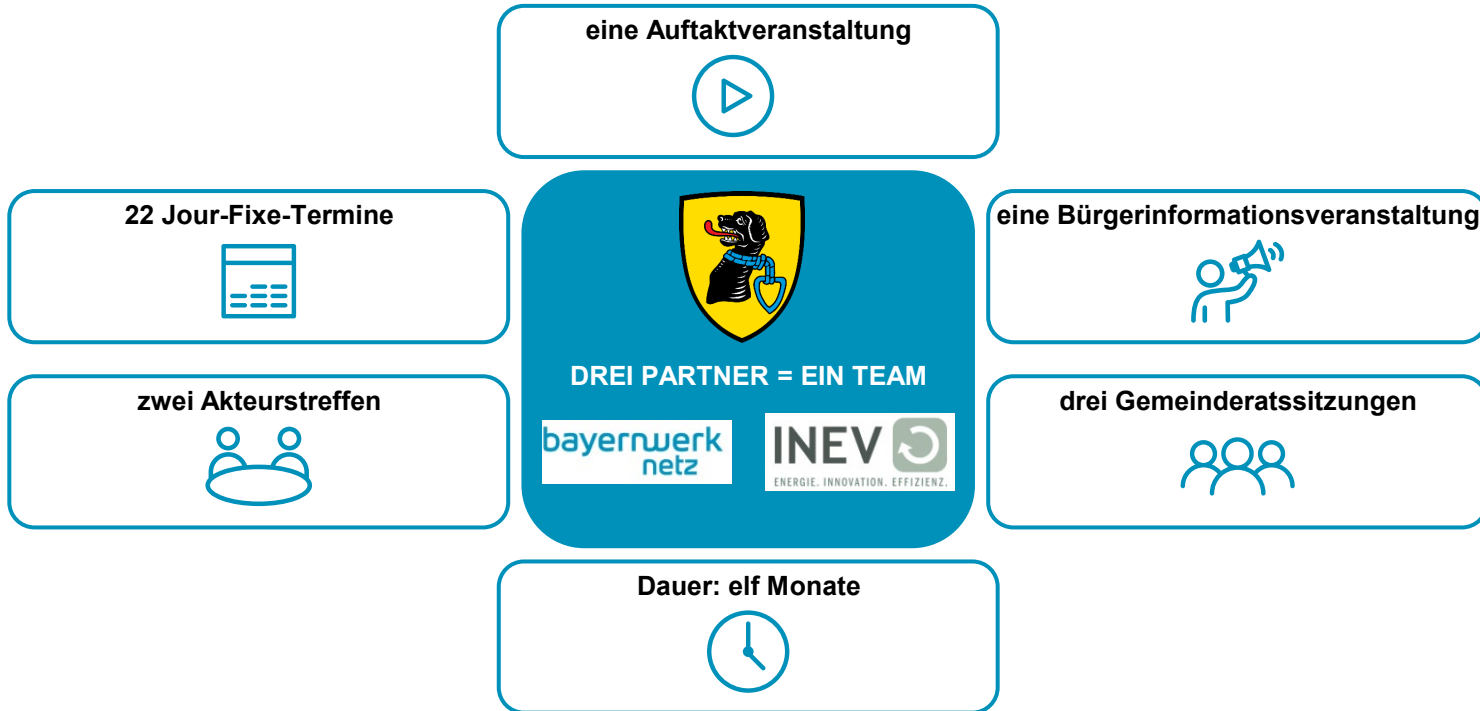 eine Auftaktveranstaltung
22 Jour-Fixe-Termine
eine Bürgerinformationsveranstaltung
DREI PARTNER = EIN TEAM
zwei Akteurstreffen
drei Gemeinderatssitzungen
bayernwerk
netz
INEV
ENERGIE. INNOVATION. EFFIZIENZ.
Dauer: elf Monate